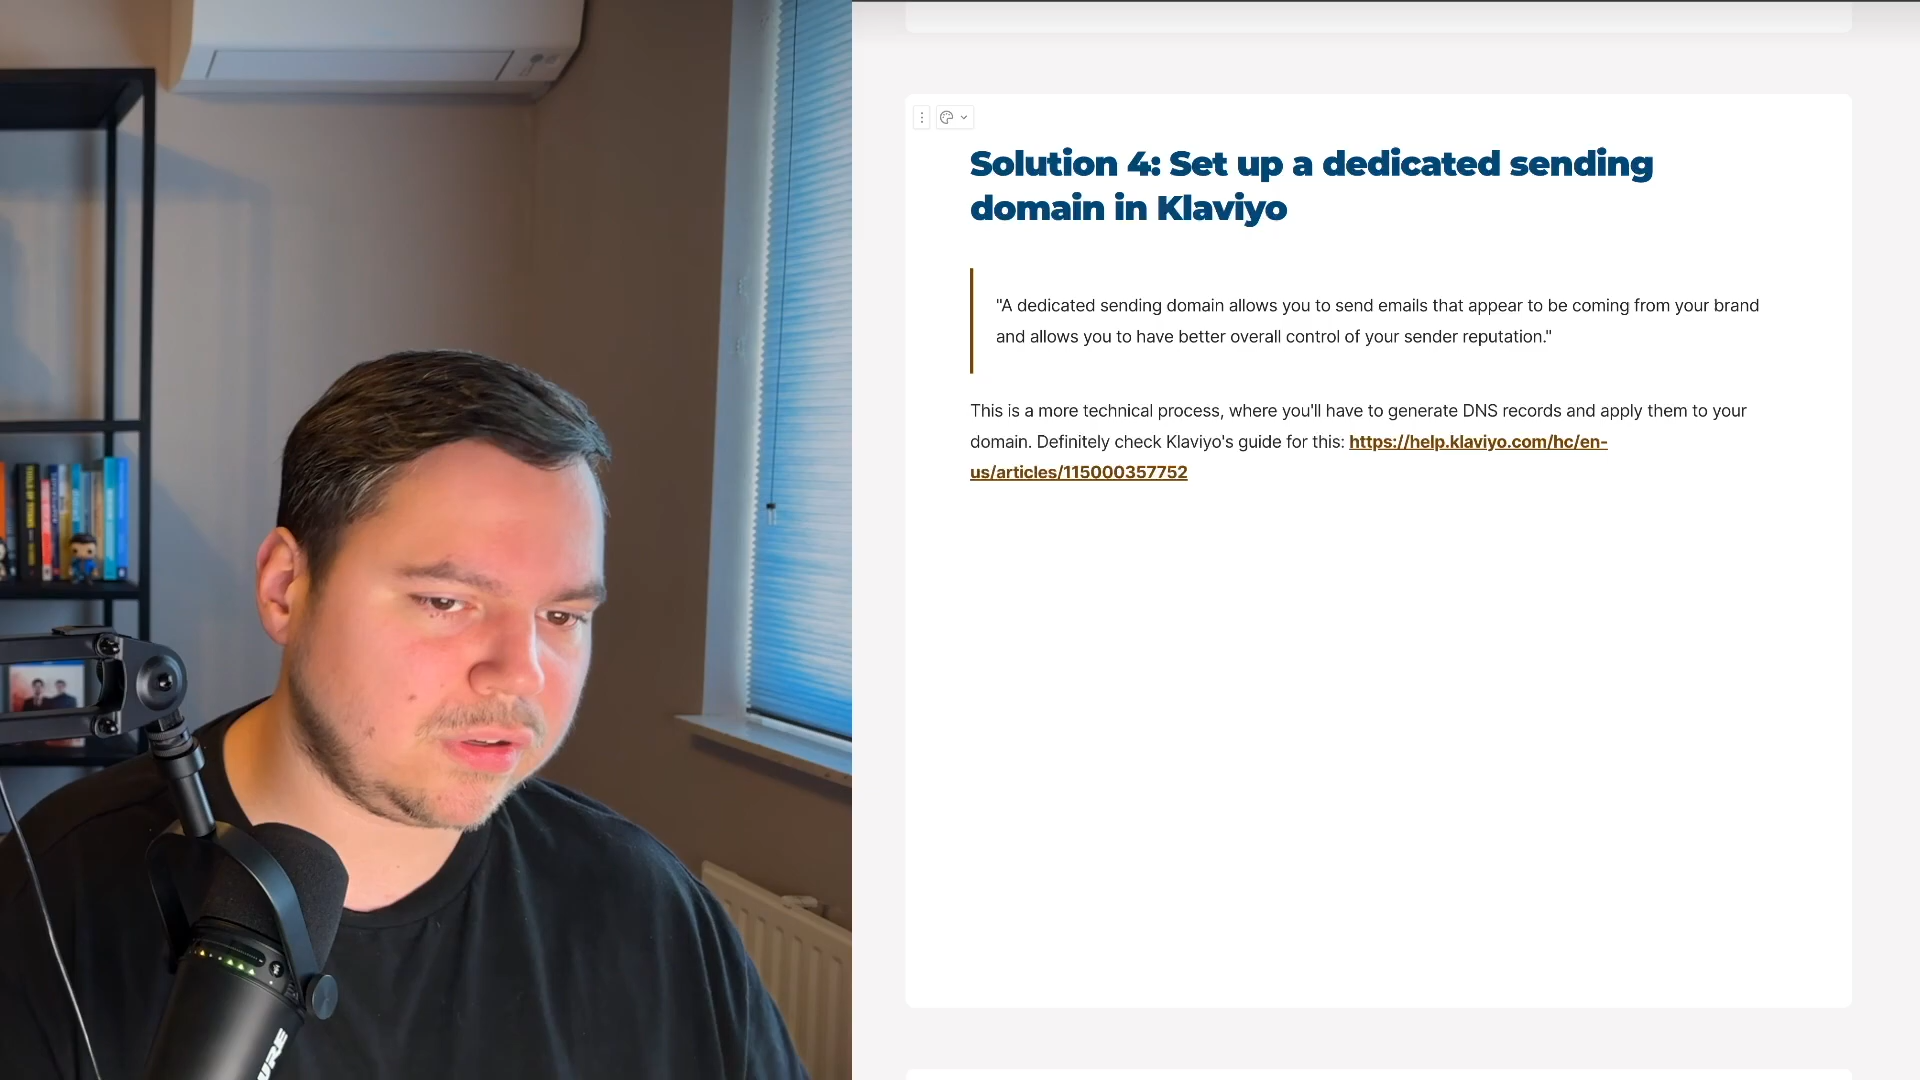 Solution 4: Set up a dedicated sending
domain in Klaviyo
"A dedicated sending domain allows you to send emails that appear to be coming from your brand
and allows you to have better overall control of your sender reputation."
This is a more technical process, where you'll have to generate DNS records and apply them to your
domain. Definitely check Klaviyo's guide for this: https://help.klaviyo.com/hc/en-
us/articles/115000357752